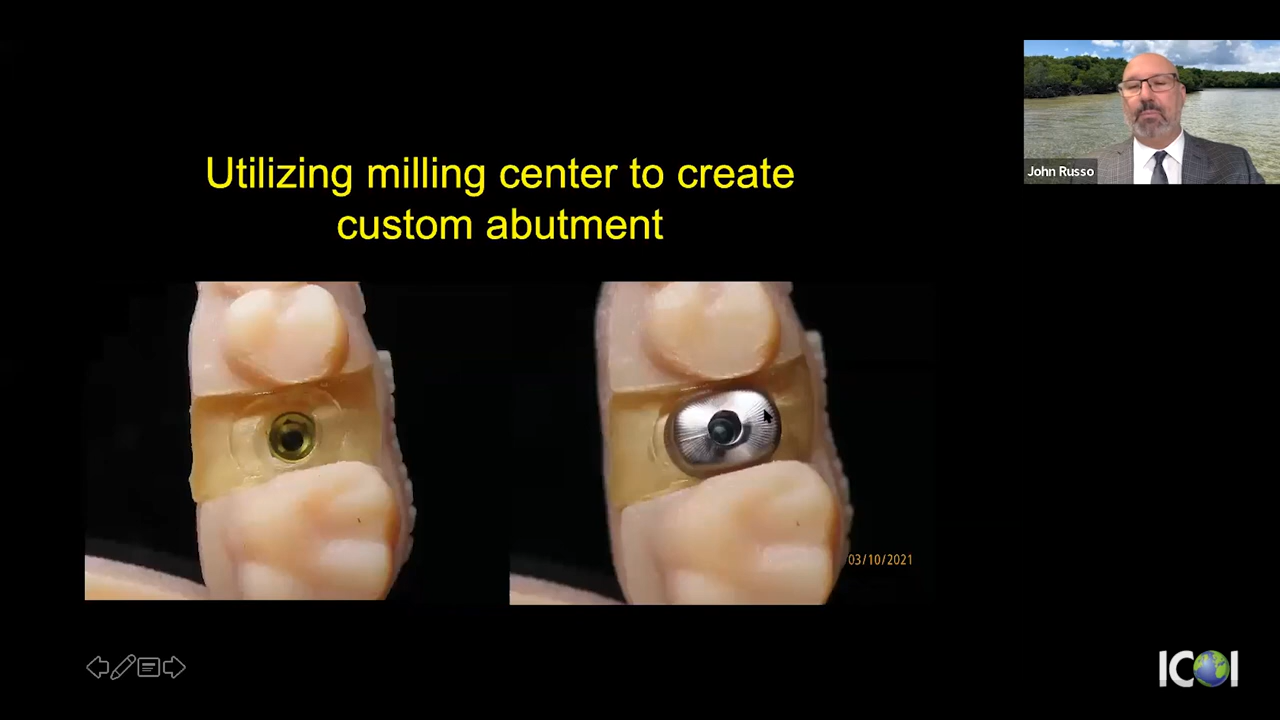 Utilizing milling center to create
custom abutment
John Russo
03/10/2021
ICOI